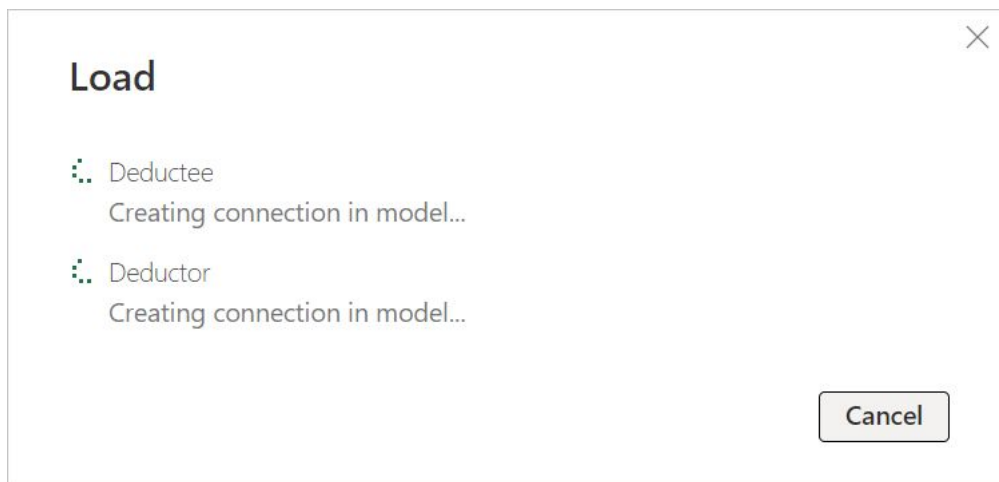 Load
Deductee
Creating connection in model...
Deductor
Creating connection in model...
Cancel